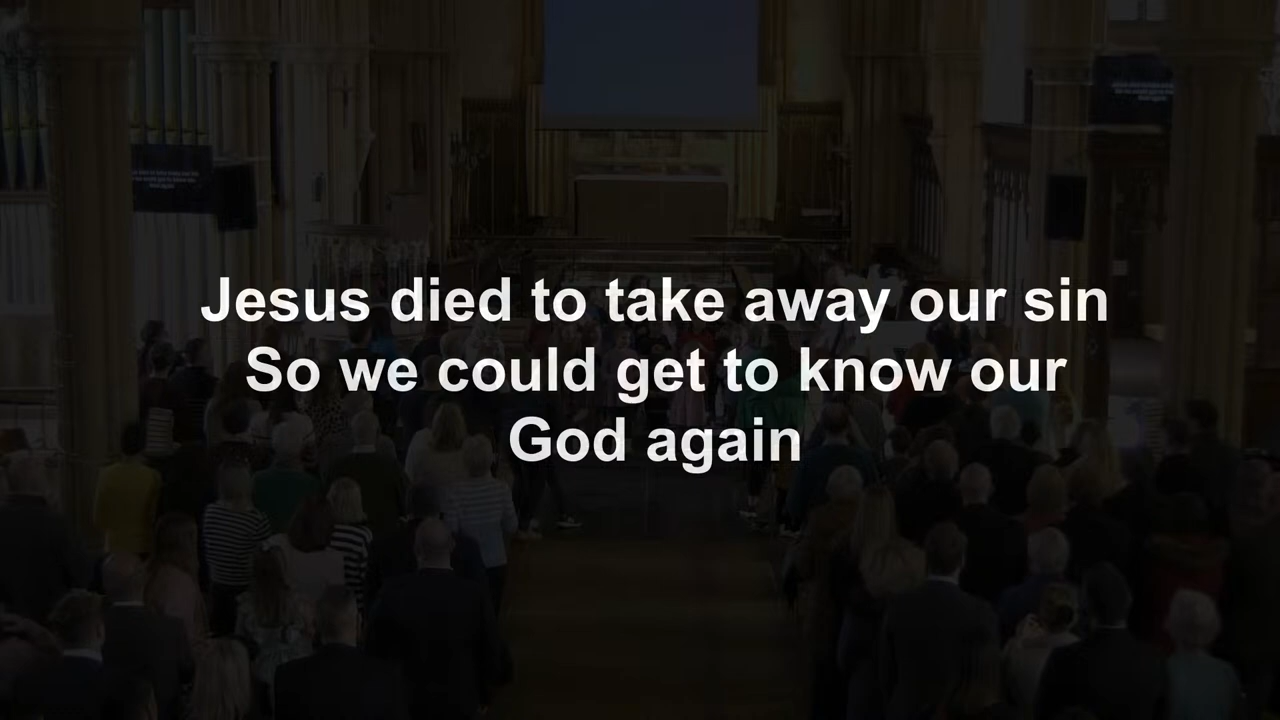 Jesus died to take away our sin
So we could get to know our
God again